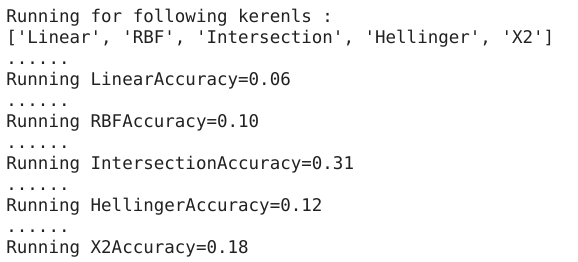 Running for following kerenls :
['Linear', 'RBF', 'Intersection', 'Hellinger', 'X2']
......
Running LinearAccuracy=0.06
......
Running RBFAccuracy=0.10
......
Running IntersectionAccuracy=0.31
......
Running HellingerAccuracy=0.12
......
Running X2Accuracy=0.18